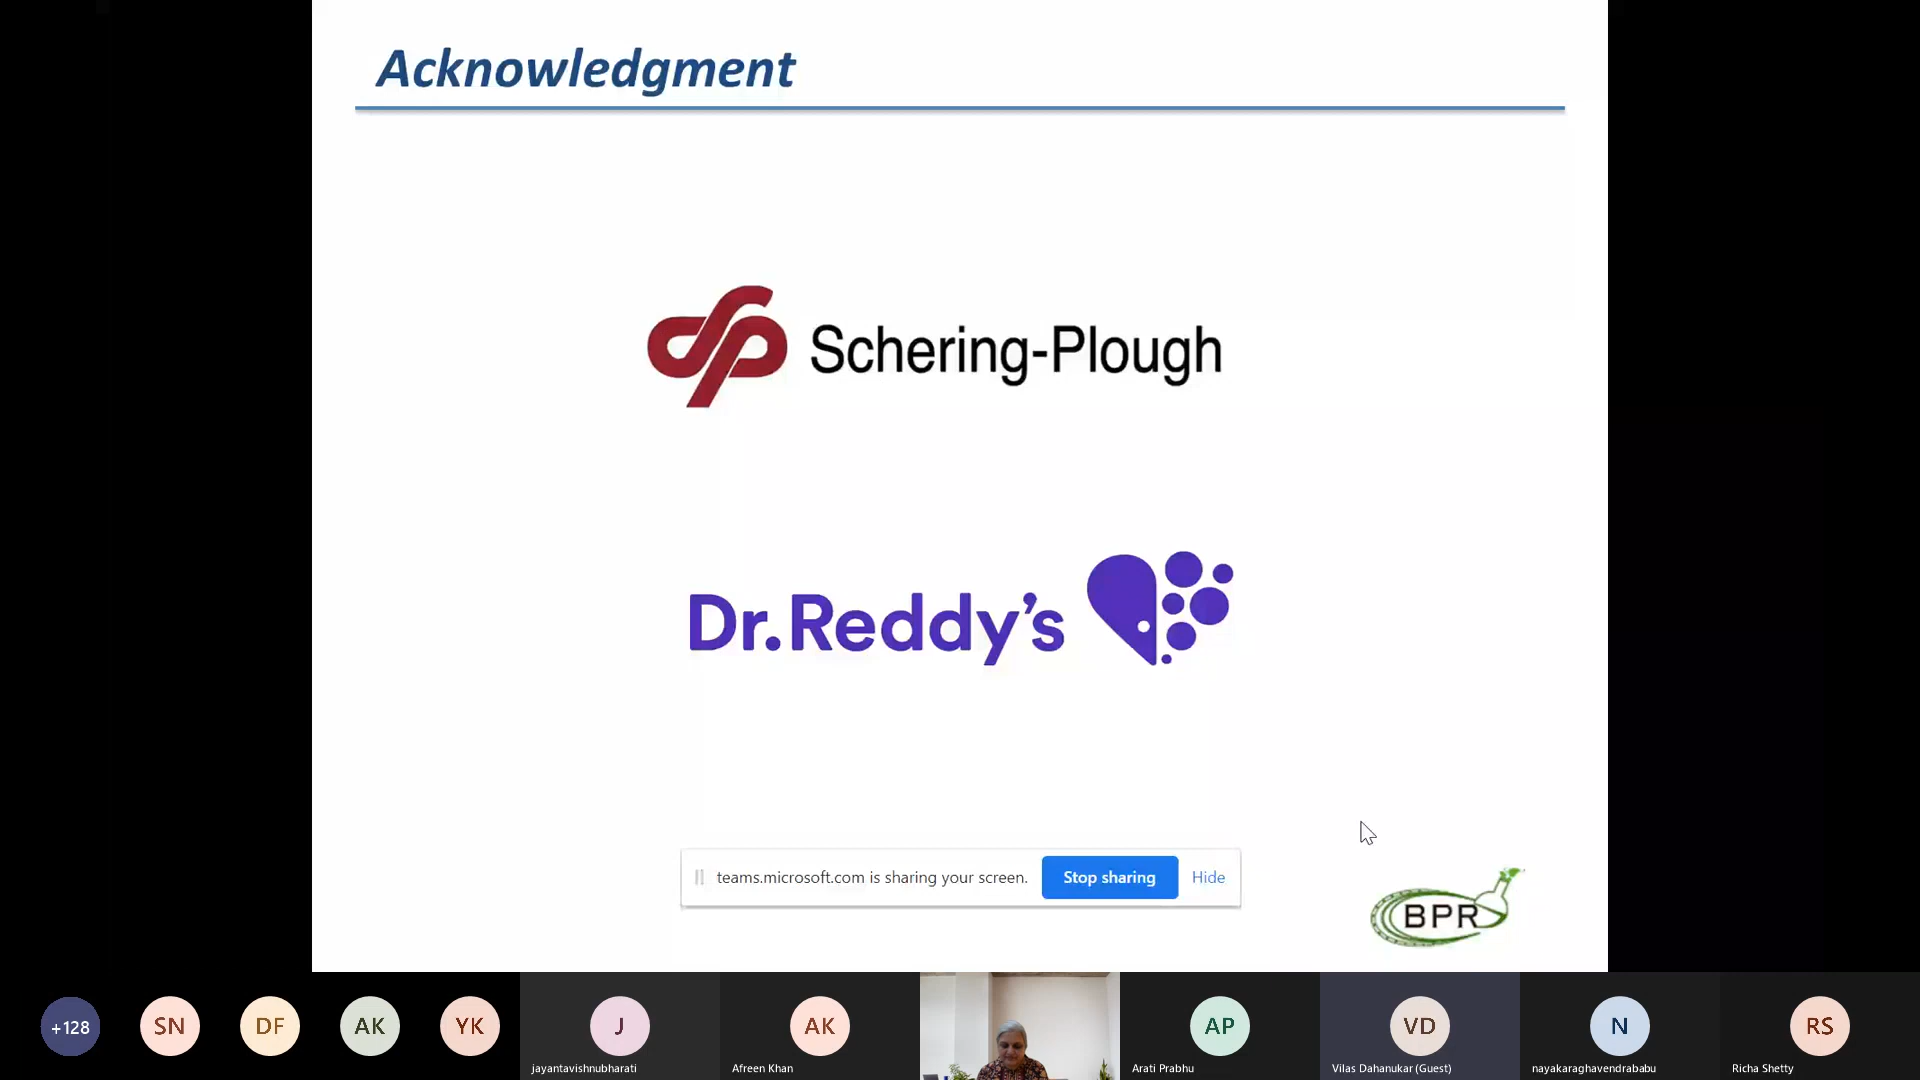 Acknowledgment
Schering-Plough
Dr.Reddy's
teams.microsoft.com is sharing your screen. Stop sharing Hide
BPR
+128 SN DF AK YK J AK AP VD N RS
jayantavishnubharati Afreen Khan Arati Prabhu Vilas Dahanukar (Guest) nayakaraghavendrababu Richa Shetty